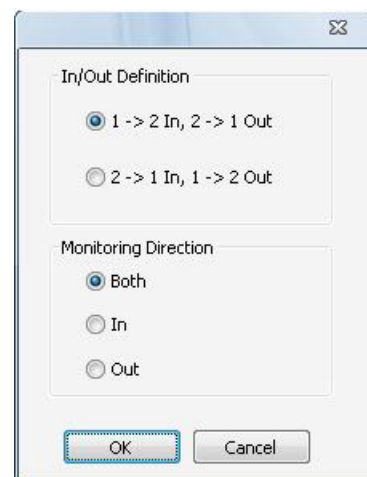 In/Out Definition
1 -> 2 In, 2 -> 1 Out
2 -> 1 In, 1 -> 2 Out
Monitoring Direction
Both
In
Out
OK Cancel